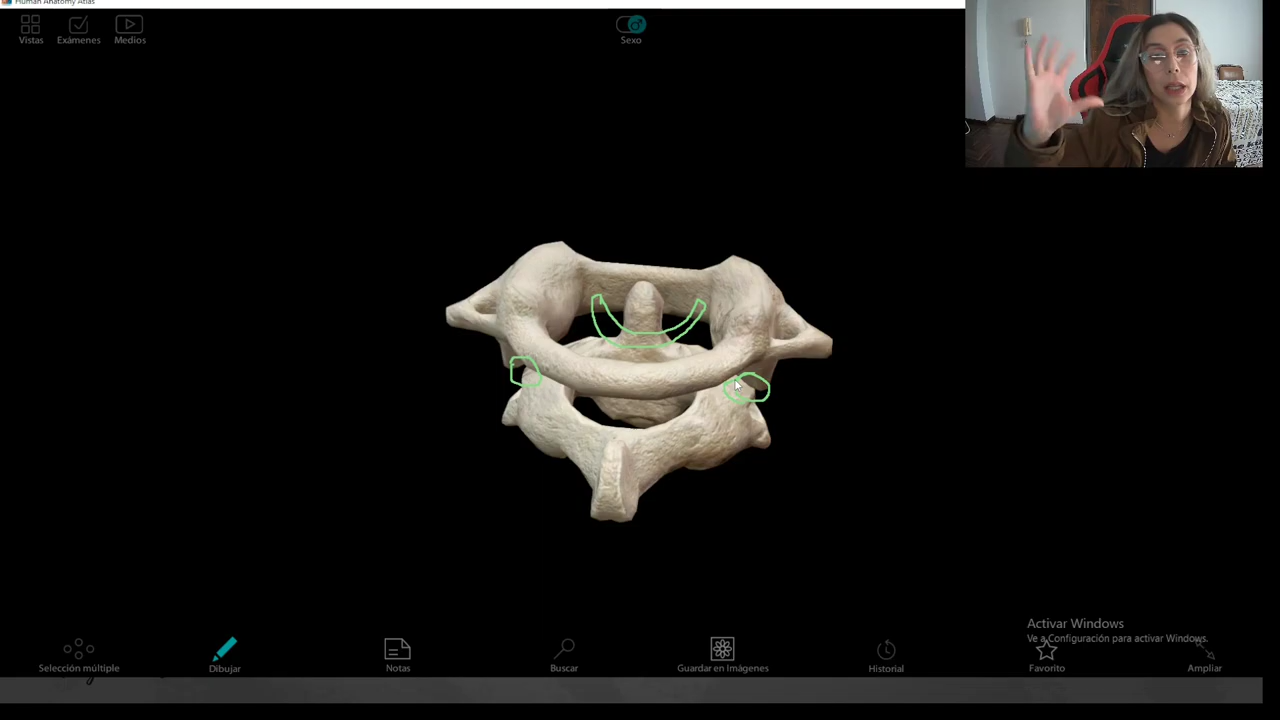 Human Anatomy Atlas
Vistas
Exámenes
Medios
Sexo
Activar Windows
Ve a Configuración para activar Windows.
Selección múltiple
Dibujar
Notas
Buscar
Guardar en Imágenes
Historial
Favorito
Ampliar